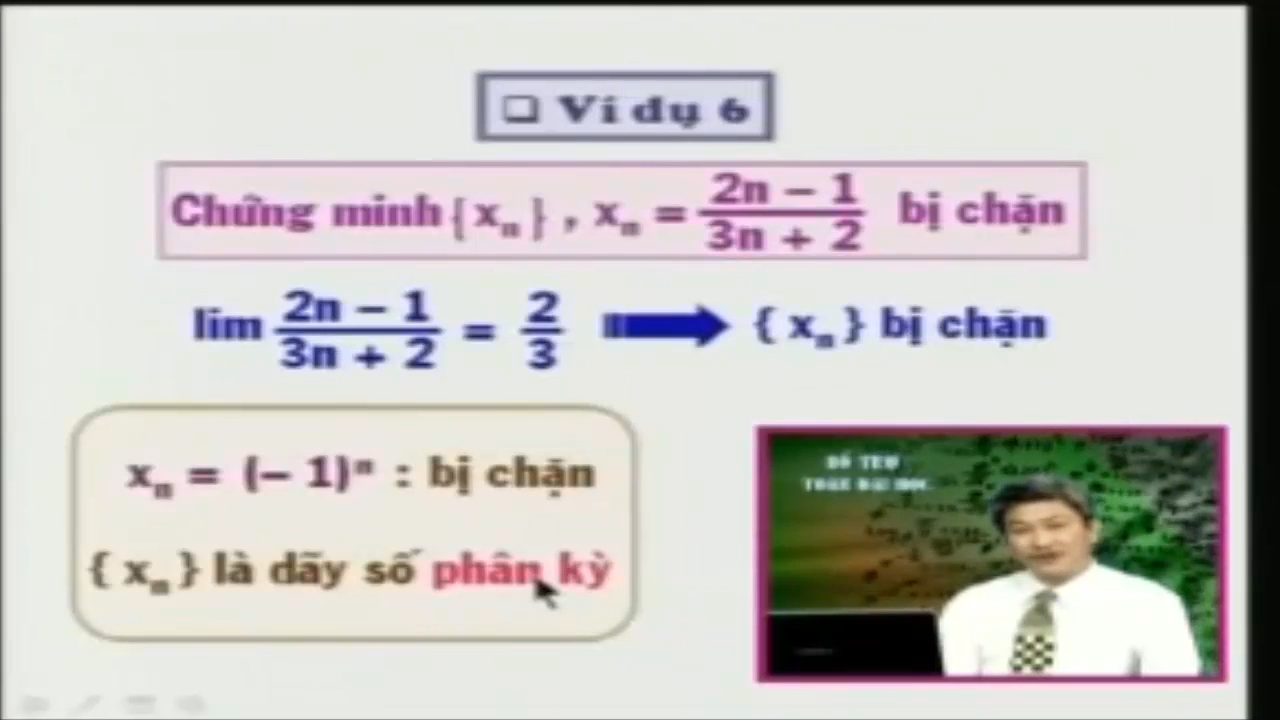 ❑ Ví dụ 6
Chứng minh { xₙ } , xₙ = (2n – 1)/(3n + 2) bị chặn
lim (2n – 1)/(3n + 2) = 2/3 ➡ { xₙ } bị chặn
xₙ = (– 1)ⁿ : bị chặn
{ xₙ } là dãy số phân kỳ